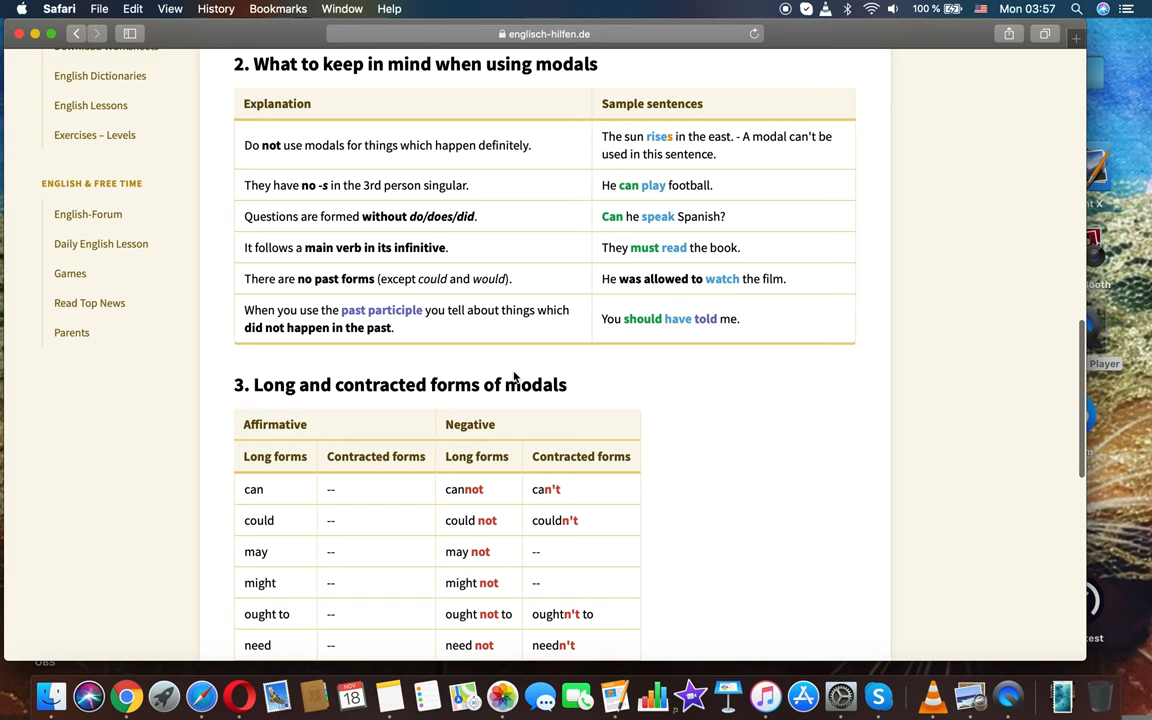 Safari File Edit View History Bookmarks Window Help 100 % Mon 03:57
englisch-hilfen.de
Download Worksheets
English Dictionaries
English Lessons
Exercises – Levels
ENGLISH & FREE TIME
English-Forum
Daily English Lesson
Games
Read Top News
Parents
2. What to keep in mind when using modals
Explanation Sample sentences
Do not use modals for things which happen definitely. The sun rises in the east. - A modal can't be
used in this sentence.
They have no -s in the 3rd person singular. He can play football.
Questions are formed without do/does/did. Can he speak Spanish?
It follows a main verb in its infinitive. They must read the book.
There are no past forms (except could and would). He was allowed to watch the film.
When you use the past participle you tell about things which
did not happen in the past. You should have told me.
3. Long and contracted forms of modals
Affirmative Negative
Long forms Contracted forms Long forms Contracted forms
can -- cannot can't
could -- could not couldn't
may -- may not --
might -- might not --
ought to -- ought not to oughtn't to
need -- need not needn't
Player
OBS
NOV
18